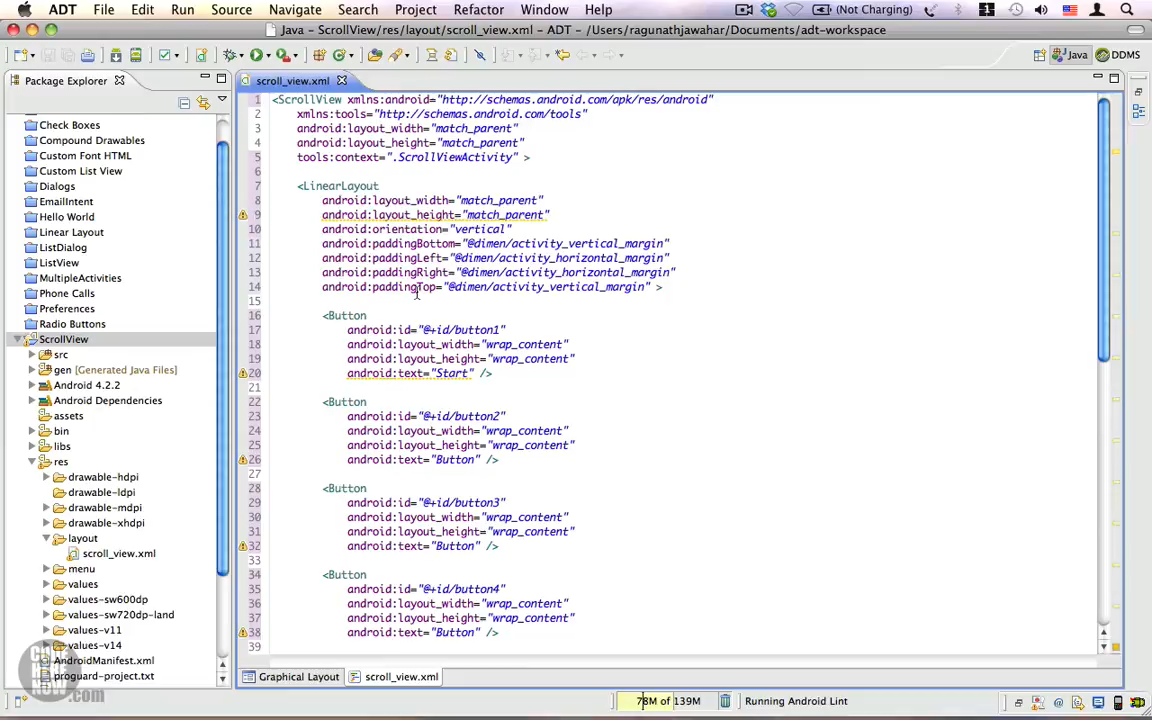 ADT File Edit Run Source Navigate Search Project Refactor Window Help (Not Charging) 1
Java – ScrollView/res/layout/scroll_view.xml – ADT – /Users/ragunathjawahar/Documents/adt-workspace
Java DDMS
Package Explorer
Check Boxes
Compound Drawables
Custom Font HTML
Custom List View
Dialogs
EmailIntent
Hello World
Linear Layout
ListDialog
ListView
MultipleActivities
Phone Calls
Preferences
Radio Buttons
ScrollView
src
gen [Generated Java Files]
Android 4.2.2
Android Dependencies
assets
bin
libs
res
drawable-hdpi
drawable-ldpi
drawable-mdpi
drawable-xhdpi
layout
scroll_view.xml
menu
values
values-sw600dp
values-sw720dp-land
values-v11
values-v14
AndroidManifest.xml
proguard-project.txt
scroll_view.xml
1 <ScrollView xmlns:android="http://schemas.android.com/apk/res/android"
2 xmlns:tools="http://schemas.android.com/tools"
3 android:layout_width="match_parent"
4 android:layout_height="match_parent"
5 tools:context=".ScrollViewActivity" >
6
7 <LinearLayout
8 android:layout_width="match_parent"
9 android:layout_height="match_parent"
10 android:orientation="vertical"
11 android:paddingBottom="@dimen/activity_vertical_margin"
12 android:paddingLeft="@dimen/activity_horizontal_margin"
13 android:paddingRight="@dimen/activity_horizontal_margin"
14 android:paddingTop="@dimen/activity_vertical_margin" >
15
16 <Button
17 android:id="@+id/button1"
18 android:layout_width="wrap_content"
19 android:layout_height="wrap_content"
20 android:text="Start" />
21
22 <Button
23 android:id="@+id/button2"
24 android:layout_width="wrap_content"
25 android:layout_height="wrap_content"
26 android:text="Button" />
27
28 <Button
29 android:id="@+id/button3"
30 android:layout_width="wrap_content"
31 android:layout_height="wrap_content"
32 android:text="Button" />
33
34 <Button
35 android:id="@+id/button4"
36 android:layout_width="wrap_content"
37 android:layout_height="wrap_content"
38 android:text="Button" />
39
Graphical Layout scroll_view.xml
78M of 139M Running Android Lint
.com